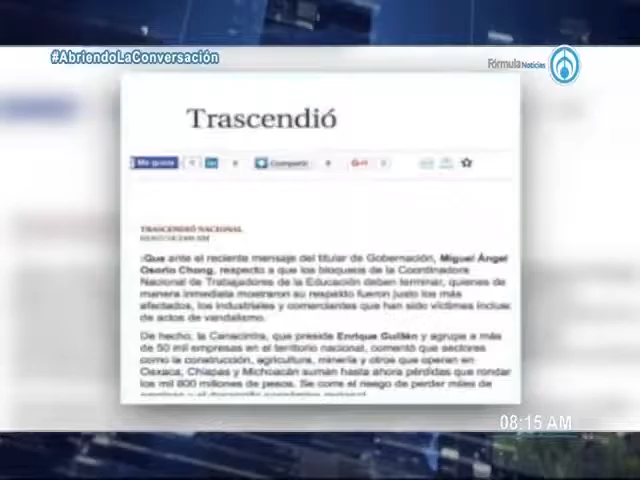 #AbriendoLaConversación
Fórmula Noticias
Trascendió
Me gusta
0
0
Compartir
0
G+1
0
TRASCENDIÓ NACIONAL
:Que ante el reciente mensaje del titular de Gobernación, Miguel Ángel
Osorio Chong, respecto a que los bloqueos de la Coordinadora
Nacional de Trabajadores de la Educación deben terminar, quienes de
manera inmediata mostraron su respaldo fueron justo los más
afectados, los industriales y comerciantes que han sido víctimas incluso
de actos de vandalismo.
De hecho, la Canacintra, que preside Enrique Guillén y agrupa a más
de 50 mil empresas en el territorio nacional, comentó que sectores
como la construcción, agricultura, minería y otros que operan en
Oaxaca, Chiapas y Michoacán suman hasta ahora pérdidas que rondan
los mil 800 millones de pesos. Se corre el riesgo de perder miles de
08:15 AM